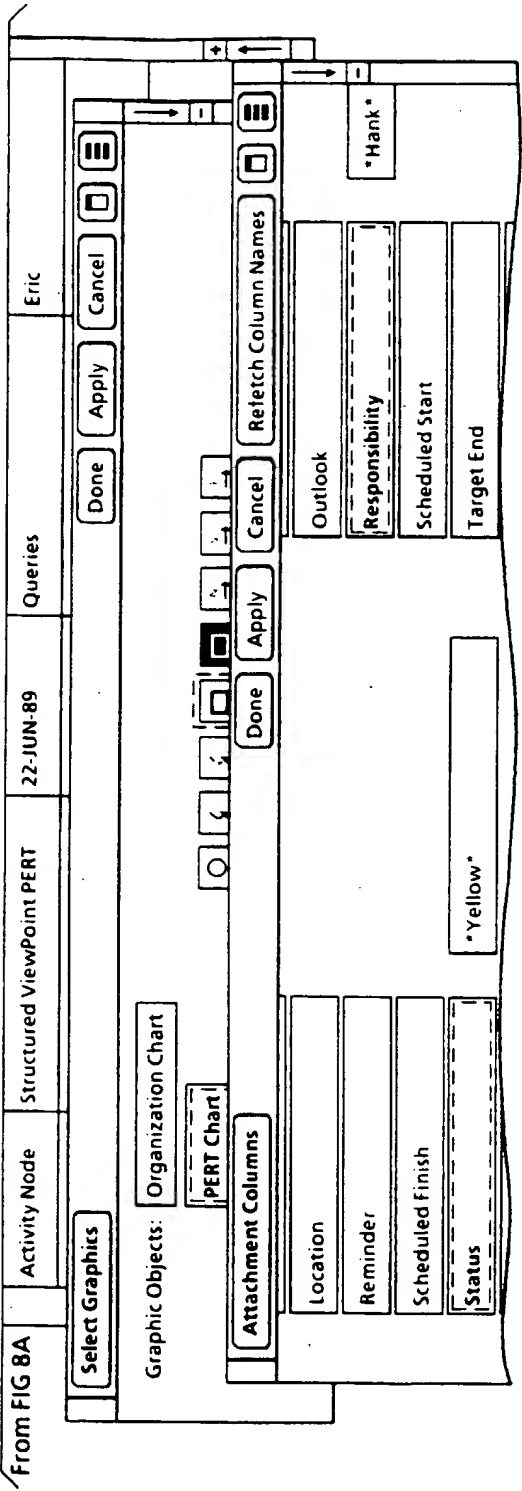 From FIG 8A
Activity Node Structured ViewPoint PERT 22-JUN-89 Queries Eric
Select Graphics Done Apply Cancel
Graphic Objects: Organization Chart
PERT Chart
Attachment Columns Done Apply Cancel Refetch Column Names
Location Outlook
Reminder Responsibility *Hank*
Scheduled Finish Scheduled Start
Status *Yellow* Target End